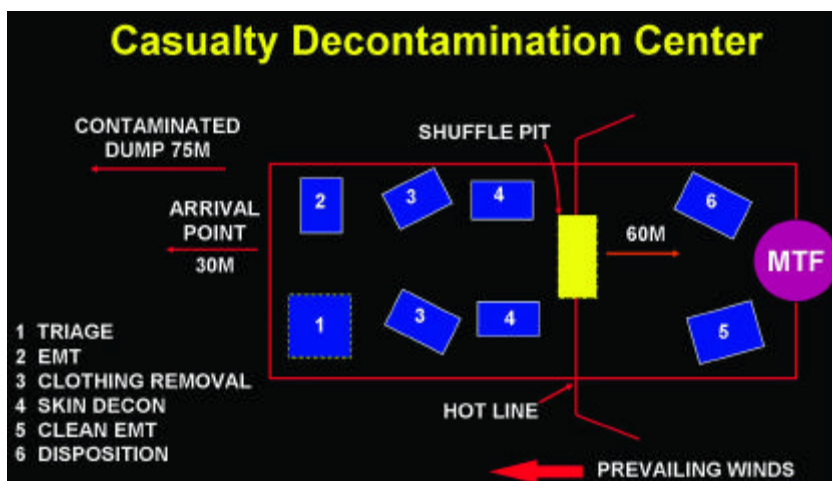 Casualty Decontamination Center
CONTAMINATED
DUMP 75M
SHUFFLE PIT
ARRIVAL
POINT
30M
2
3
4
6
60M
MTF
1
3
4
5
1 TRIAGE
2 EMT
3 CLOTHING REMOVAL
4 SKIN DECON
5 CLEAN EMT
6 DISPOSITION
HOT LINE
PREVAILING WINDS